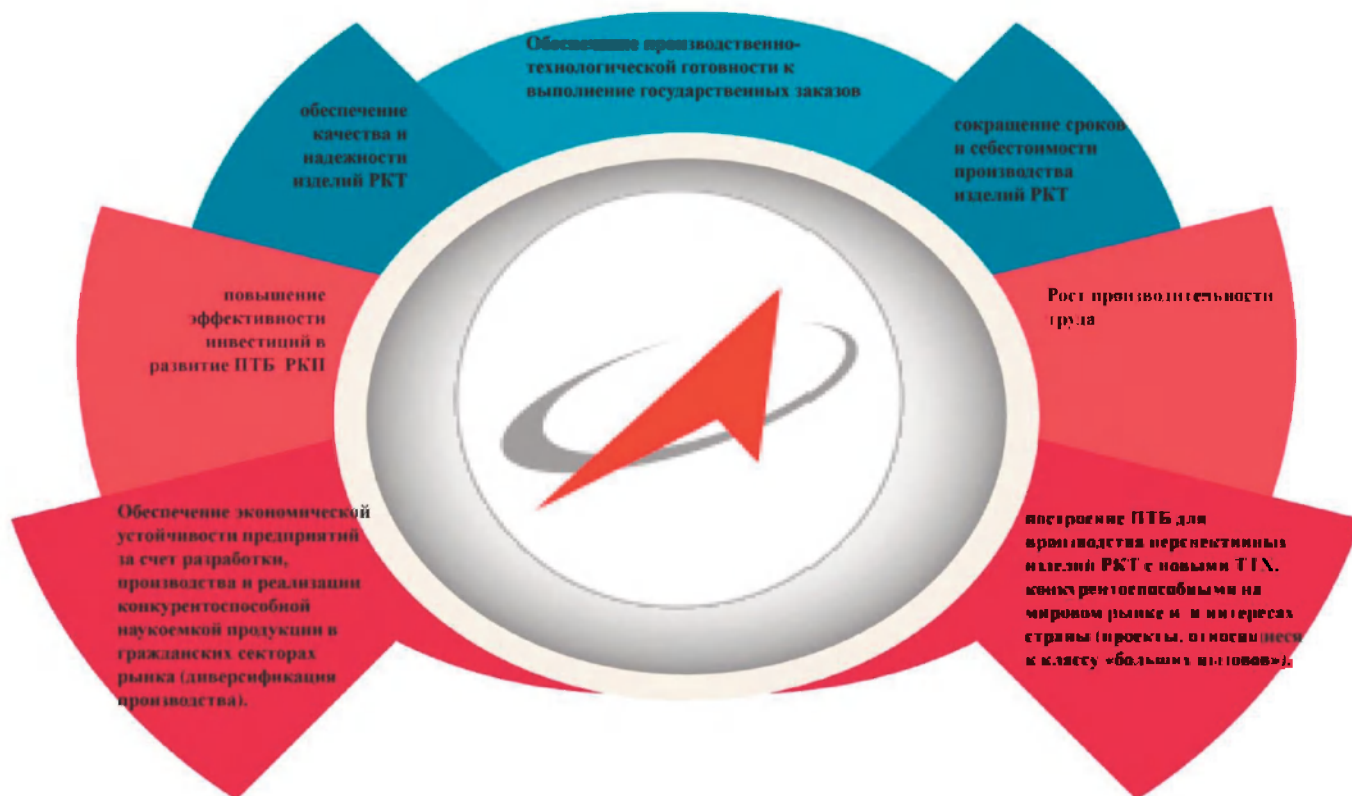 Обеспечение производственно-
технологической готовности к
выполнение государственных заказов
обеспечение
качества и
надежности
изделий РКТ
сокращение сроков
и себестоимости
производства
изделий РКТ
повышение
эффективности
инвестиций в
развитие ПТБ РКП
Рост производительности
труда
Обеспечение экономической
устойчивости предприятий
за счет разработки,
производства и реализации
конкурентоспособной
наукоемкой продукции в
гражданских секторах
рынка (диверсификация
производства).
построение ПТБ для
производства перспективных
изделий РКТ с новыми ТТХ,
конкурентоспособными на
мировом рынке и в интересах
страны (проекты, относящиеся
к классу «больших вызовов»).